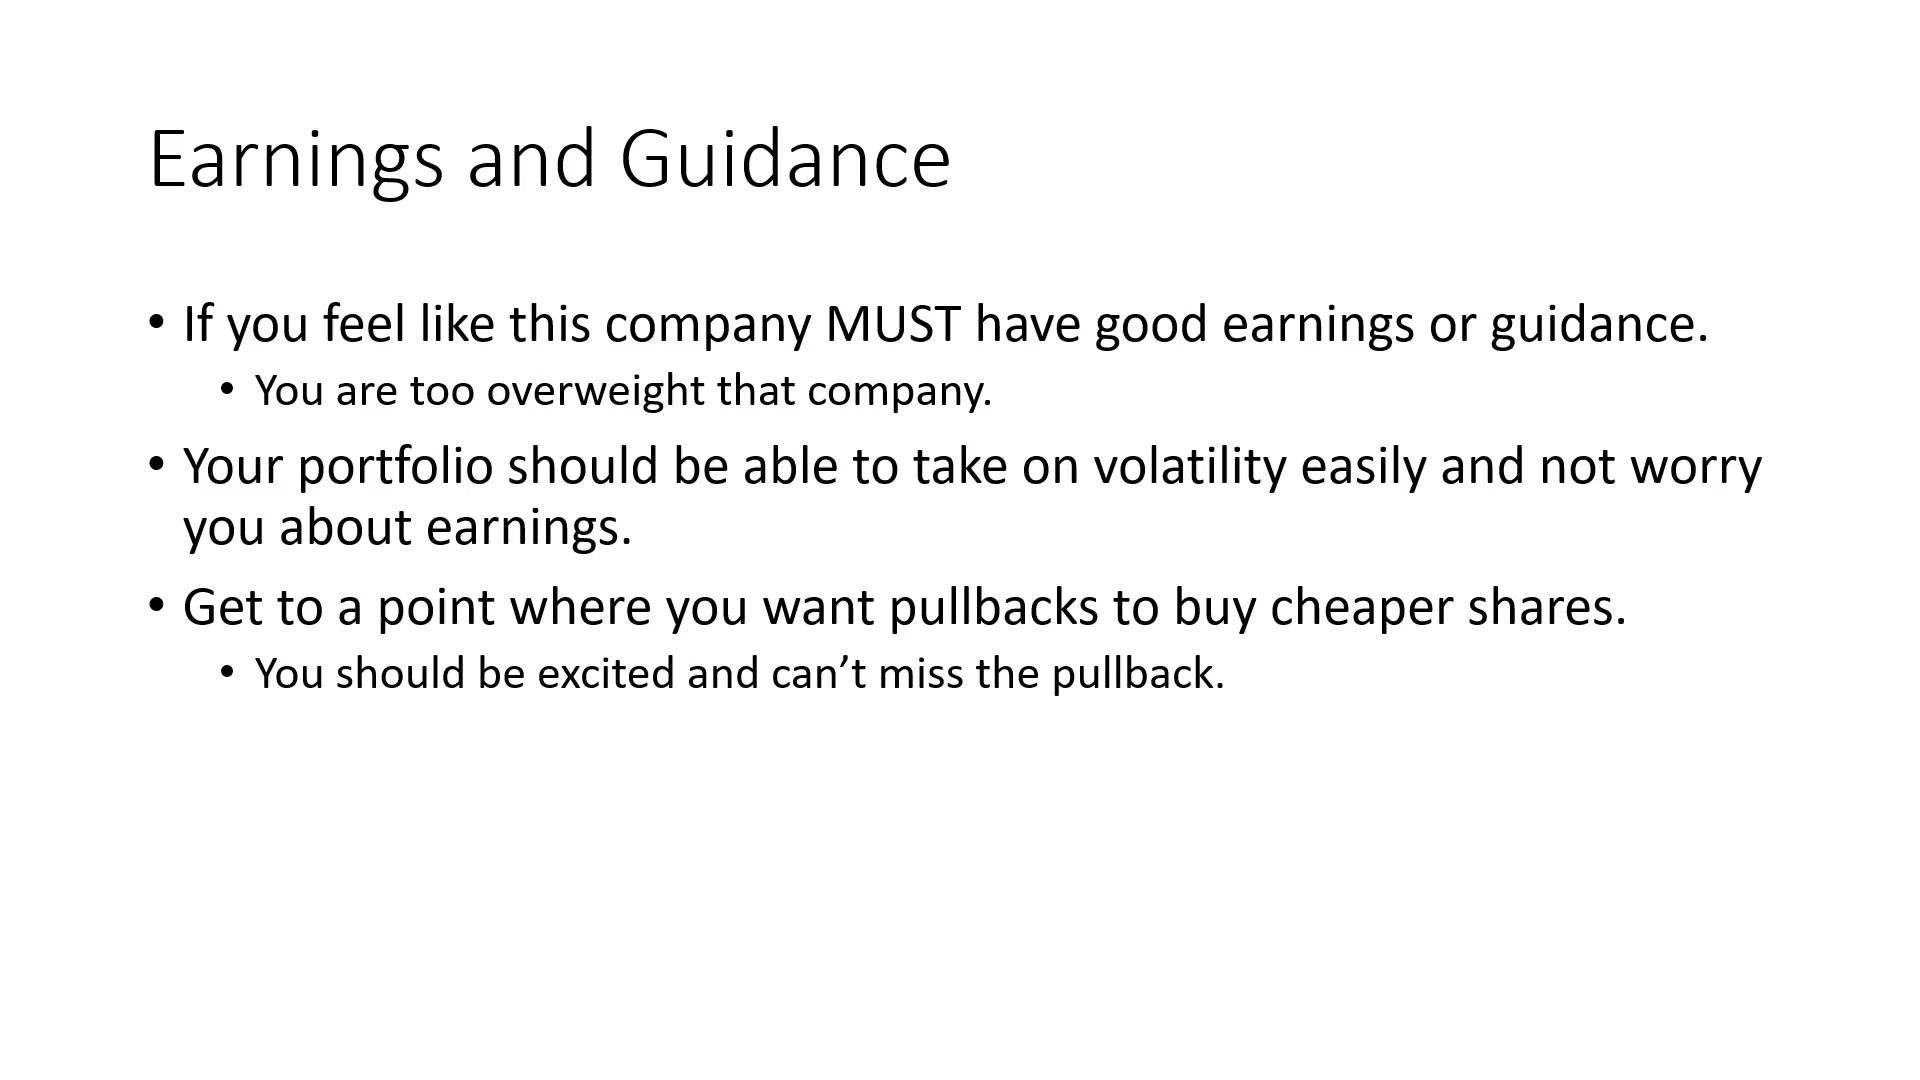 Earnings and Guidance
• If you feel like this company MUST have good earnings or guidance.
• You are too overweight that company.
• Your portfolio should be able to take on volatility easily and not worry
you about earnings.
• Get to a point where you want pullbacks to buy cheaper shares.
• You should be excited and can’t miss the pullback.